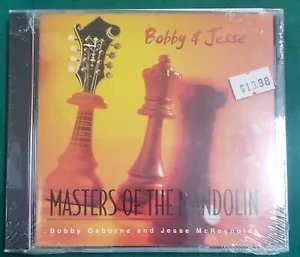 Bobby & Jesse
$13.98
MASTERS OF THE MANDOLIN
Bobby Osborne and Jesse McReynolds